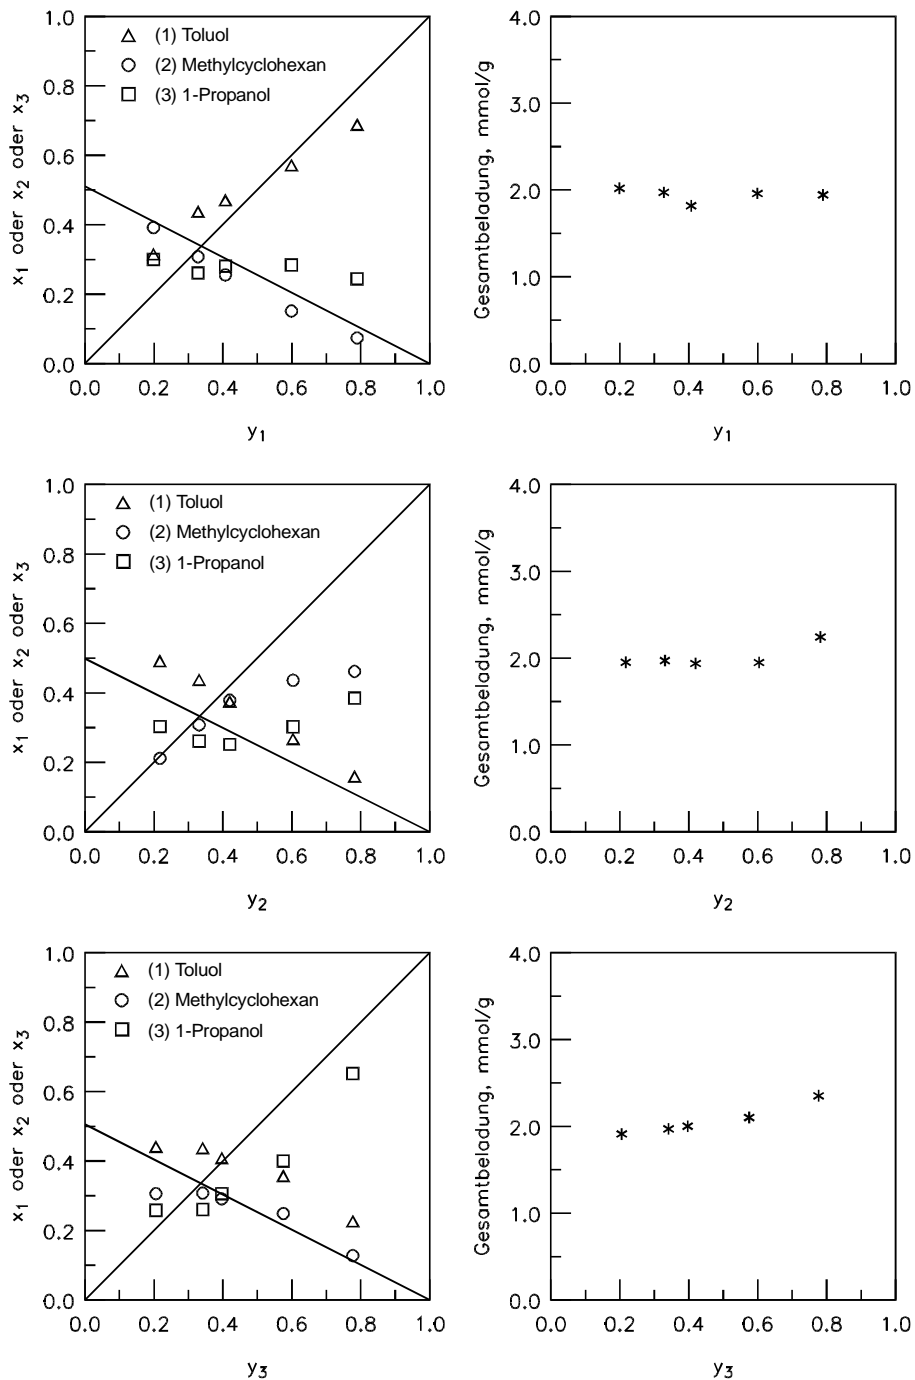 x₁ oder x₂ oder x₃
1.0
0.8
0.6
0.4
0.2
0.0
(1) Toluol
(2) Methylcyclohexan
(3) 1-Propanol
0.0 0.2 0.4 0.6 0.8 1.0
y₁
Gesamtbeladung, mmol/g
4.0
3.0
2.0
1.0
0.0
0.0 0.2 0.4 0.6 0.8 1.0
y₁
x₁ oder x₂ oder x₃
1.0
0.8
0.6
0.4
0.2
0.0
(1) Toluol
(2) Methylcyclohexan
(3) 1-Propanol
0.0 0.2 0.4 0.6 0.8 1.0
y₂
Gesamtbeladung, mmol/g
4.0
3.0
2.0
1.0
0.0
0.0 0.2 0.4 0.6 0.8 1.0
y₂
x₁ oder x₂ oder x₃
1.0
0.8
0.6
0.4
0.2
0.0
(1) Toluol
(2) Methylcyclohexan
(3) 1-Propanol
0.0 0.2 0.4 0.6 0.8 1.0
y₃
Gesamtbeladung, mmol/g
4.0
3.0
2.0
1.0
0.0
0.0 0.2 0.4 0.6 0.8 1.0
y₃